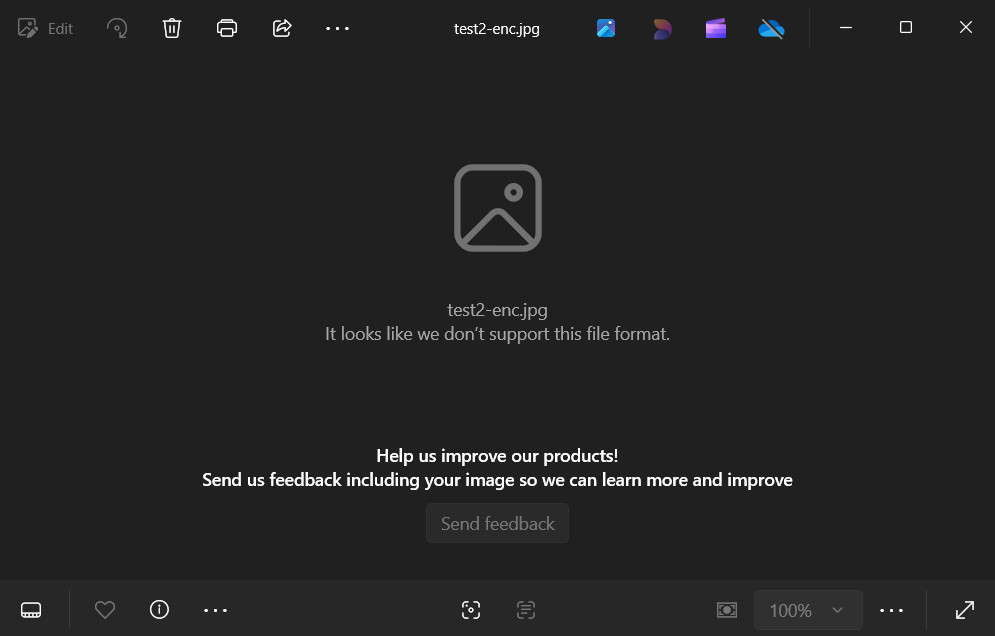 Edit
test2-enc.jpg
test2-enc.jpg
It looks like we don't support this file format.
Help us improve our products!
Send us feedback including your image so we can learn more and improve
Send feedback
100%